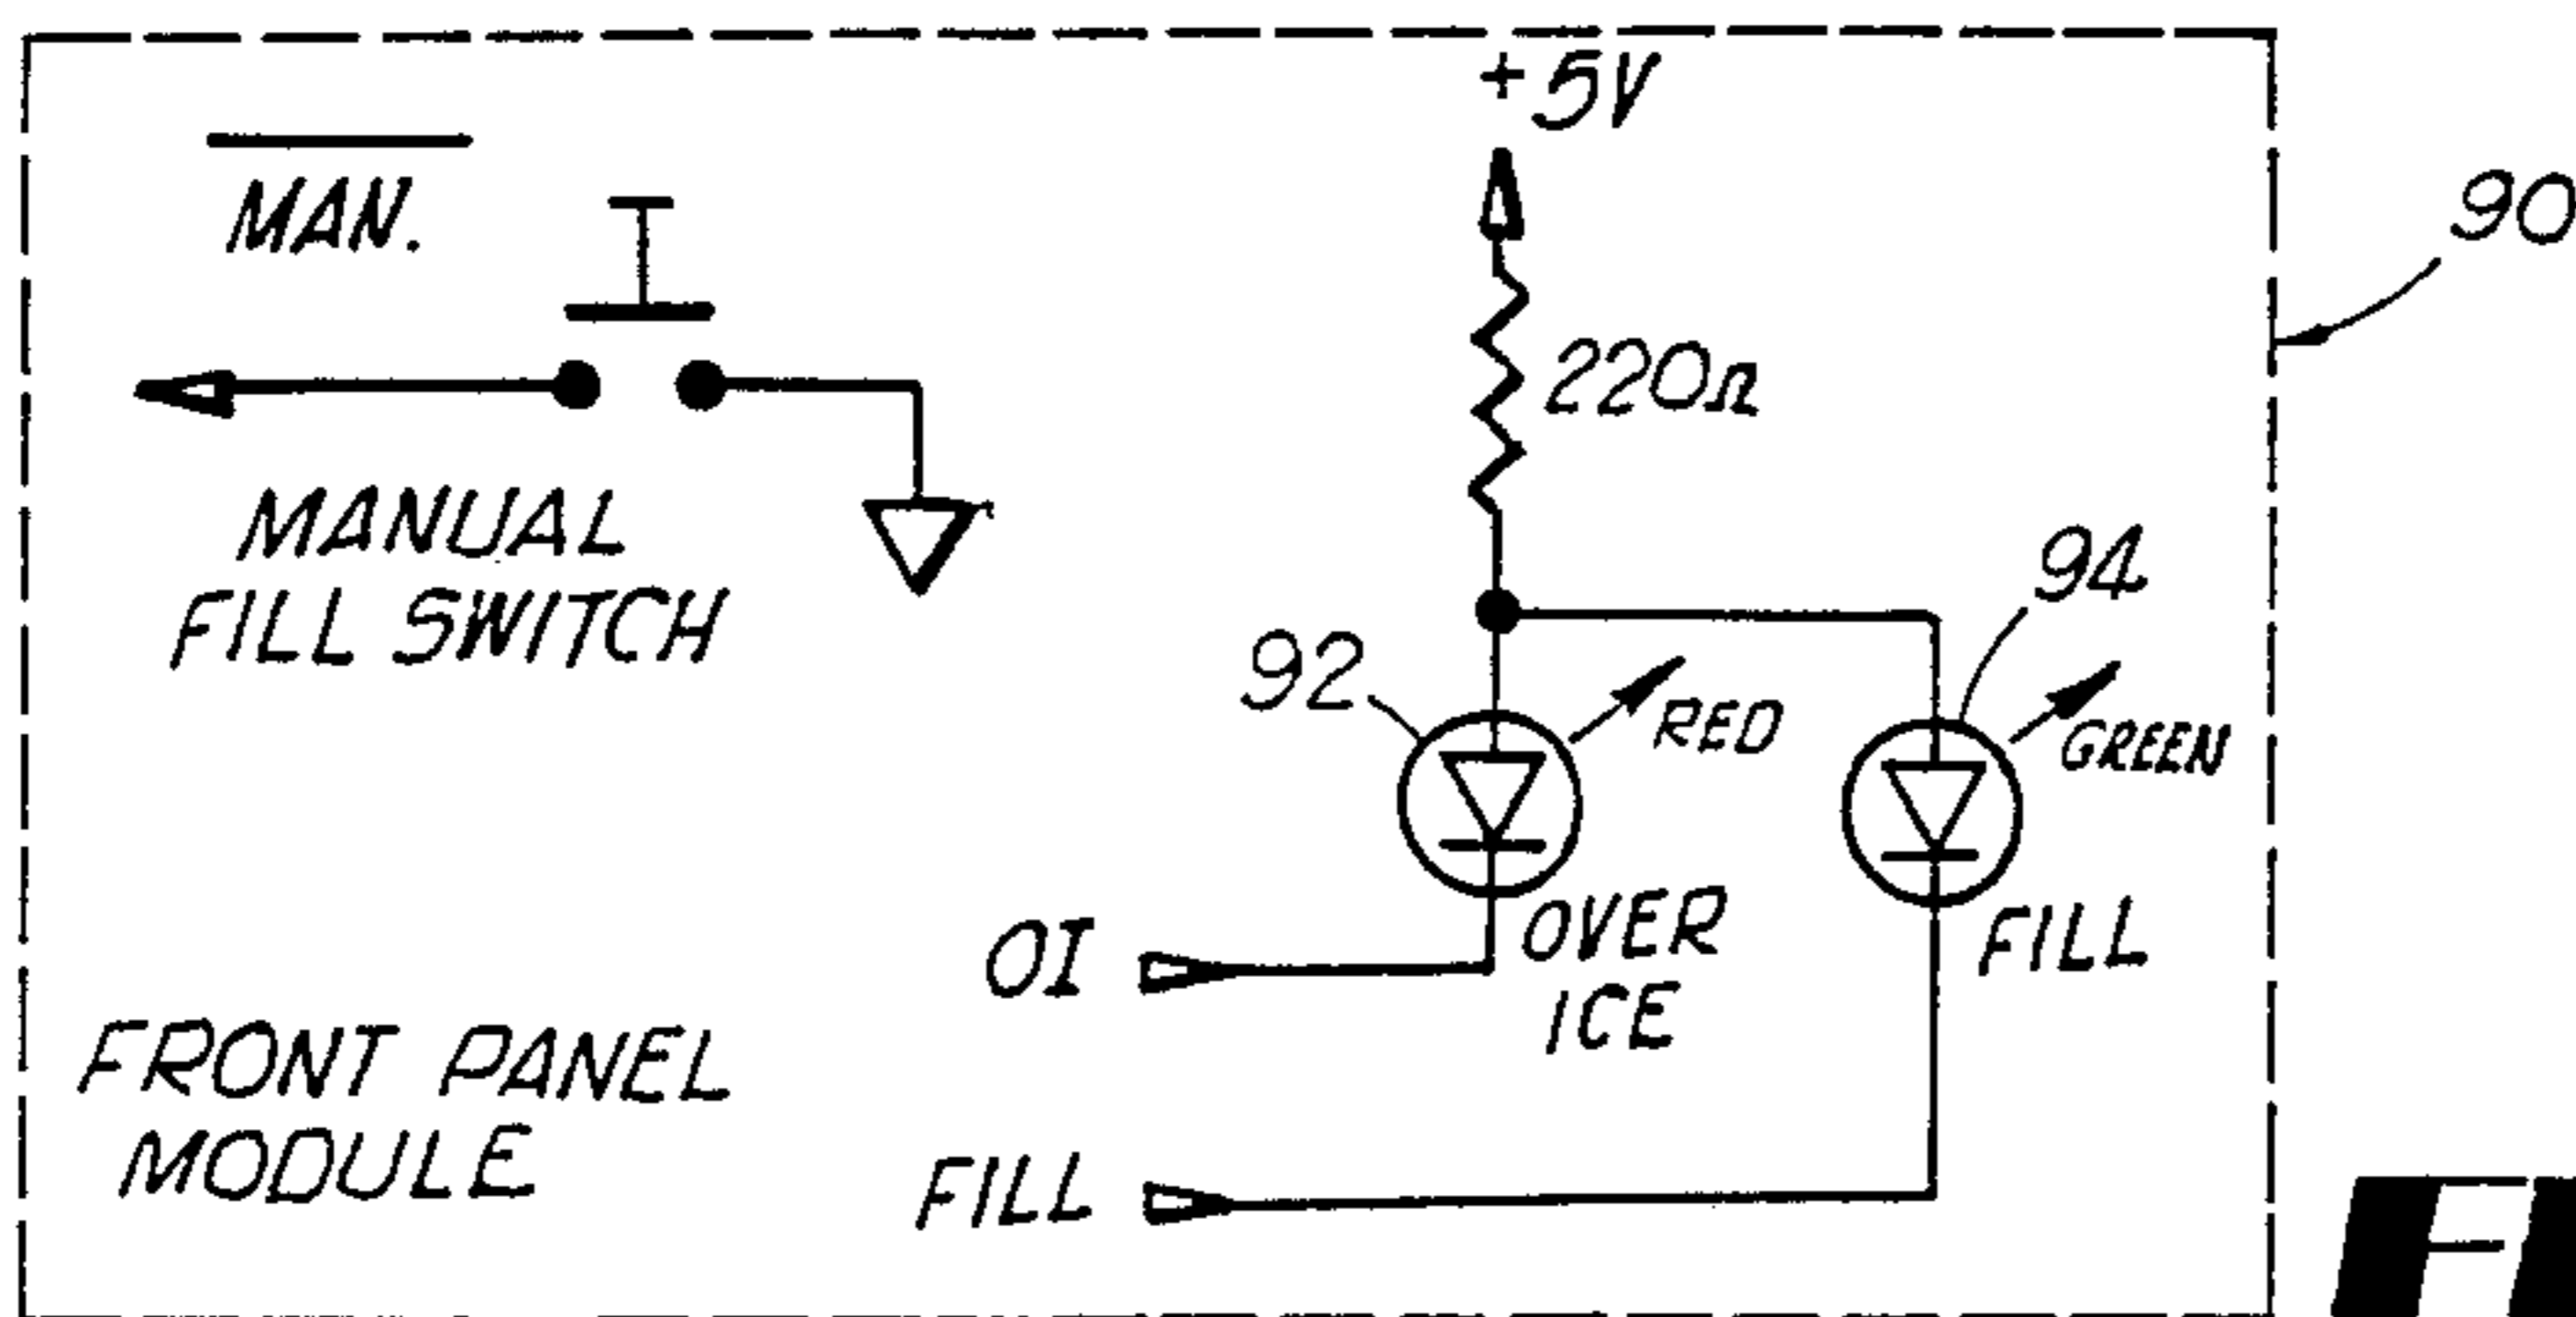 +5V
MAN.
90
220Ω
MANUAL
FILL SWITCH
94
92
RED
GREEN
OVER
ICE
FILL
OI
FRONT PANEL
MODULE
FILL